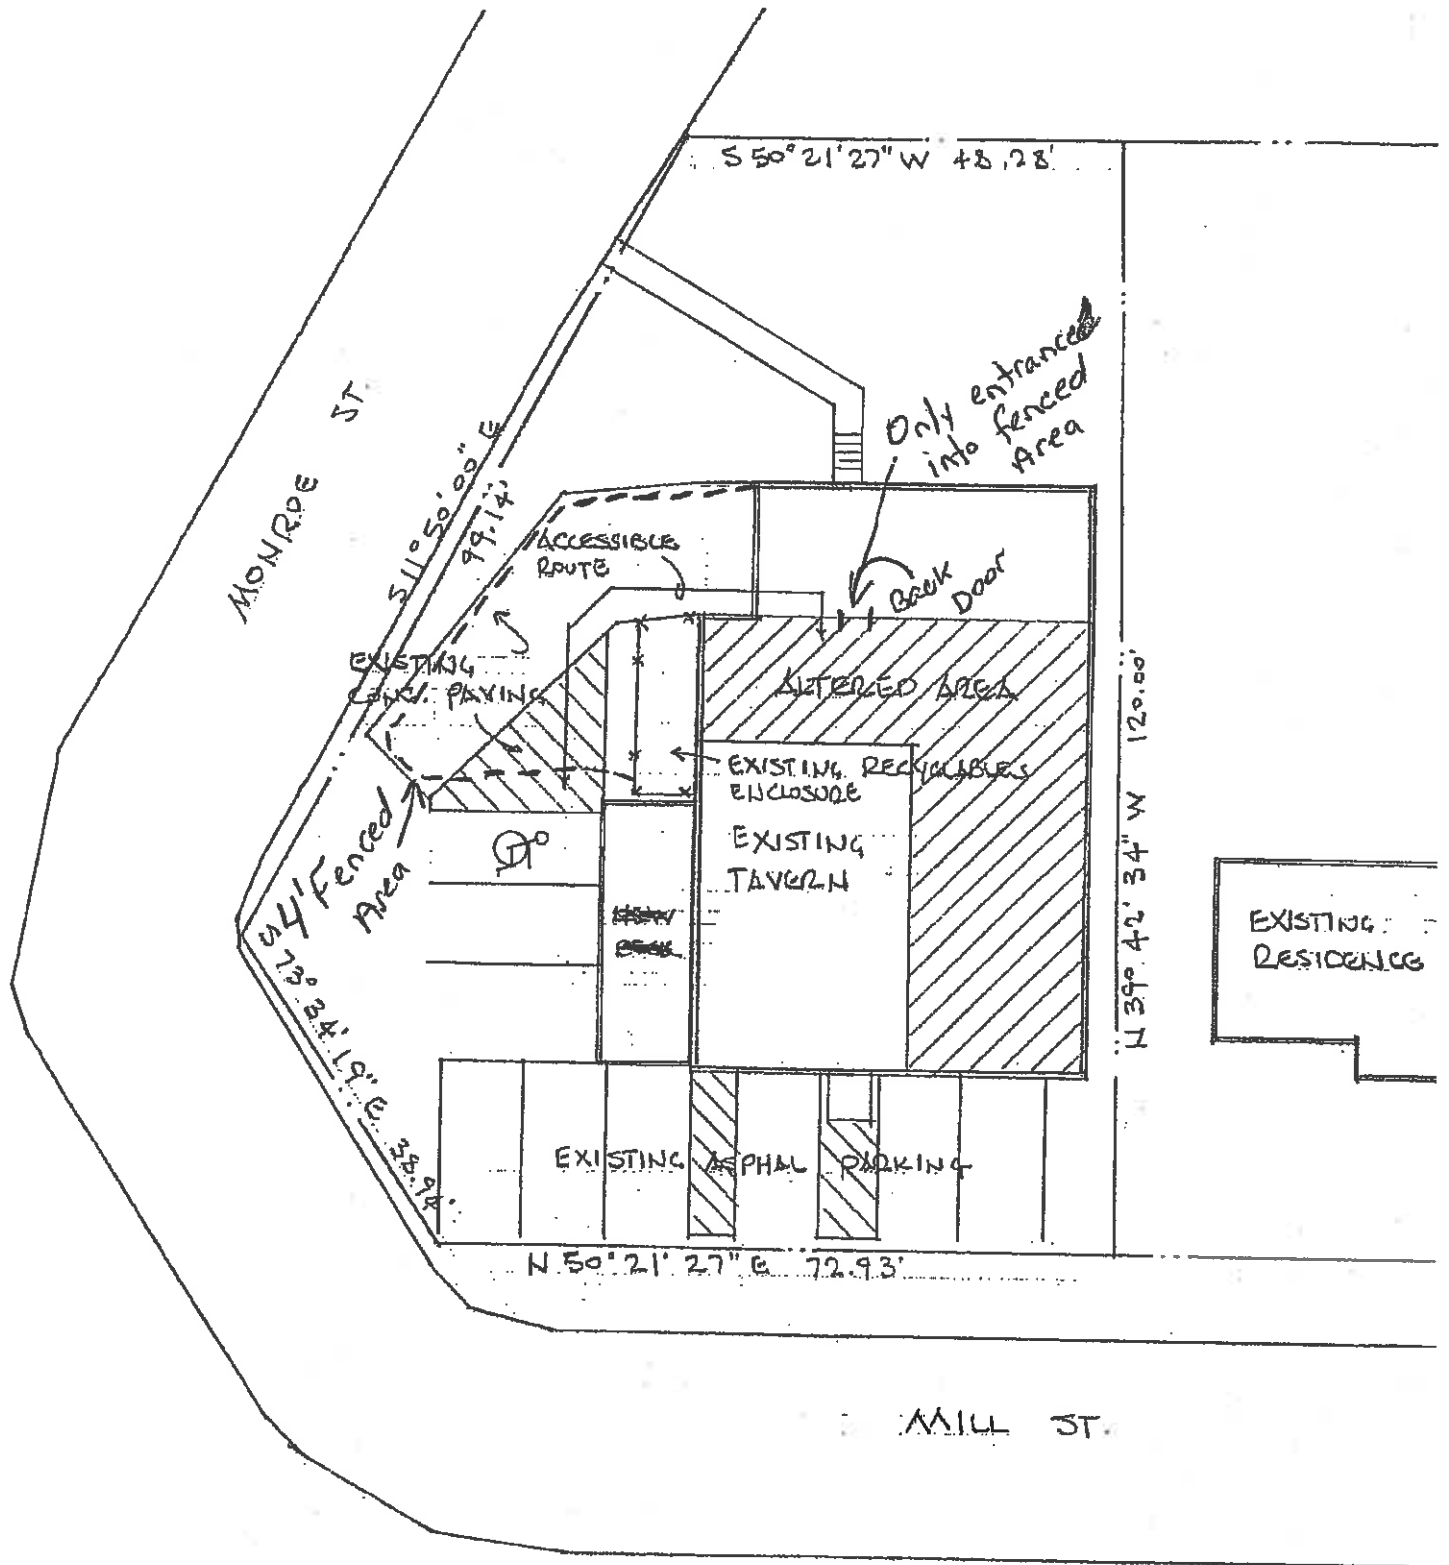 S 50° 21' 27" W 48.28'
MONROE ST.
S 11° 50' 00" E
99.14'
Only entrance
into fenced
Area
ACCESSIBLE
ROUTE
Back
Door
EXISTING
CONC. PAVING
ALTERED AREA
EXISTING RECYCLABLES
ENCLOSURE
EXISTING
TAVERN
4' Fenced
Area
N 39° 42' 34" W 120.00'
EXISTING
RESIDENCE
S 73° 34' 19" E 38.98'
EXISTING ASPHAL PARKING
N 50° 21' 27" E 72.93'
MILL ST.